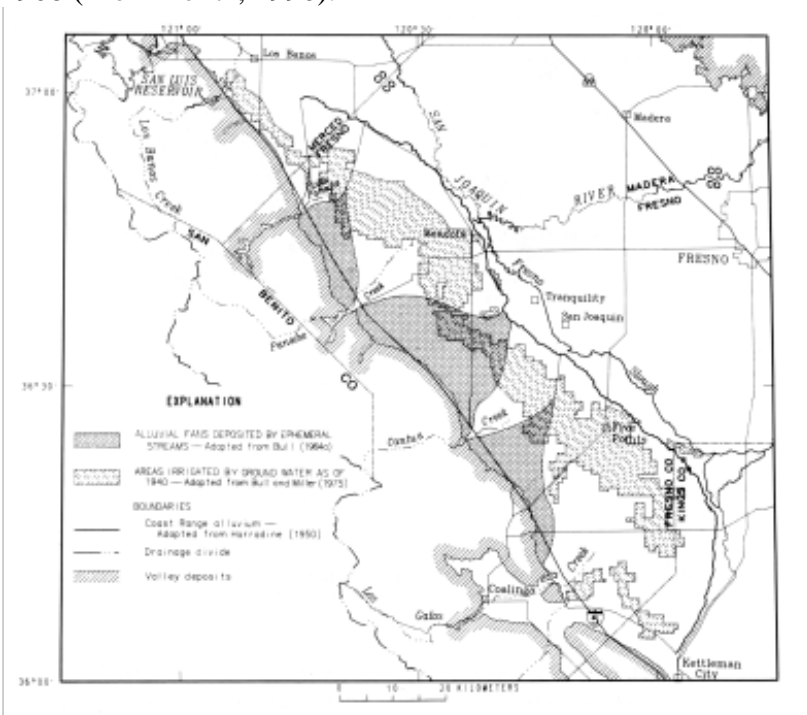 121°00'
120°30'
120°00'
Los Banos
SAN LUIS
RESERVOIR
37°00'
Madera
MERCED
FRESNO
CO
CO
SAN
JOAQUIN
RIVER
MADERA
FRESNO
CO
CO
Los Banos
Creek
SAN
BENITO
CO
Mendota
FRESNO
Fresno
Slough
Tranquility
San Joaquin
Panoche
Creek
36°30'
EXPLANATION
ALLUVIAL FANS DEPOSITED BY EPHEMERAL
STREAMS — Adapted from Bull (1964a)
AREAS IRRIGATED BY GROUND WATER AS OF
1940 — Adapted from Bull and Miller (1975)
BOUNDARIES
Coast Range alluvium —
Adapted from Harradine (1950)
Drainage divide
Valley deposits
Cantua
Creek
Five
Points
FRESNO CO
KINGS CO
Los
Gatos
Creek
Coalinga
5
Kettleman
City
36°00'
0 10 20 KILOMETERS